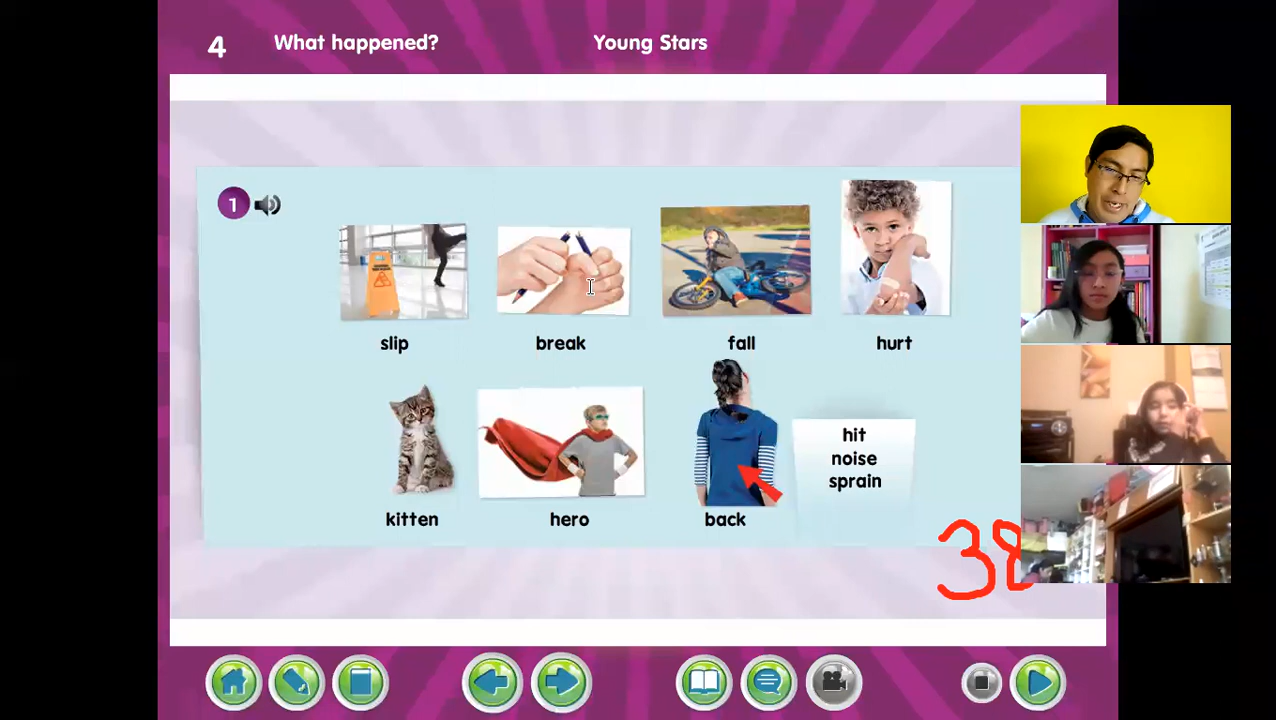 4 What happened? Young Stars
1
slip break fall hurt
kitten hero back
hit
noise
sprain
38